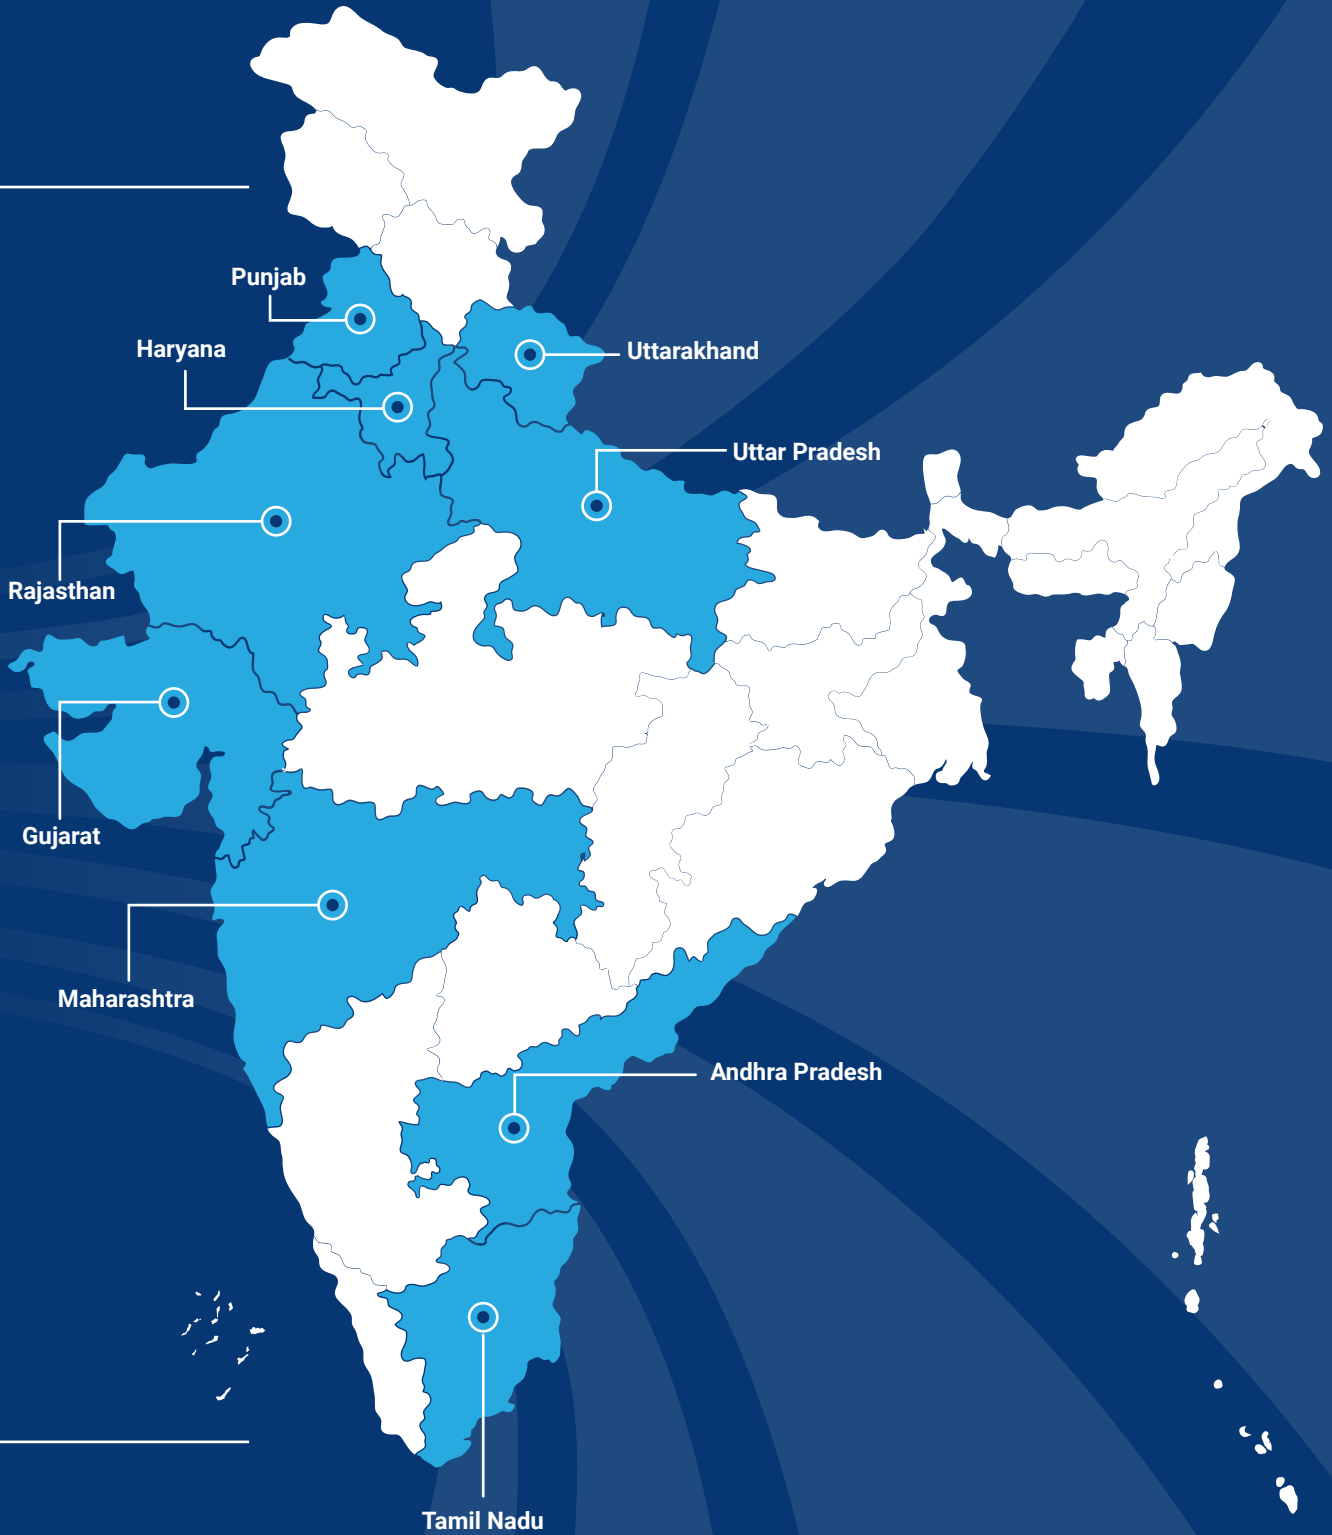 Punjab
Haryana
Uttarakhand
Uttar Pradesh
Rajasthan
Gujarat
Maharashtra
Andhra Pradesh
Tamil Nadu